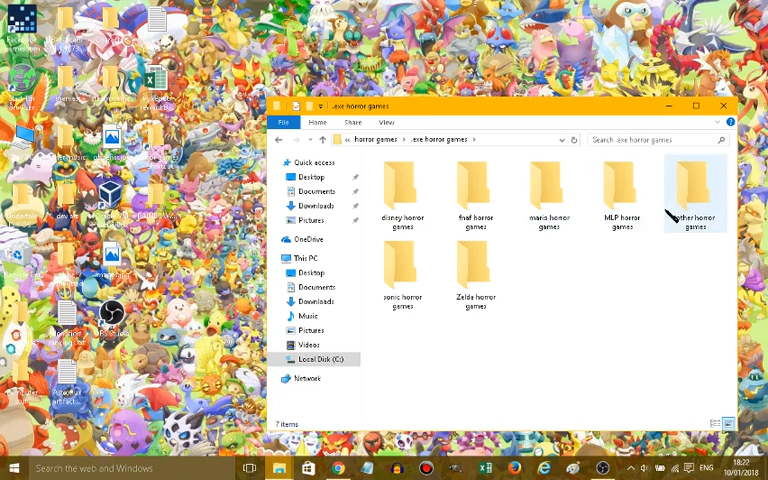 .exe horror games
File Home Share View
horror games .exe horror games
Search .exe horror games
Quick access
Desktop
Documents
Downloads
Pictures
OneDrive
This PC
Desktop
Documents
Downloads
Music
Pictures
Videos
Local Disk (C:)
Network
disney horror
games
fnaf horror
games
mario horror
games
MLP horror
games
other horror
games
sonic horror
games
Zelda horror
games
7 items
Search the web and Windows
ENG
18:22
10/01/2018